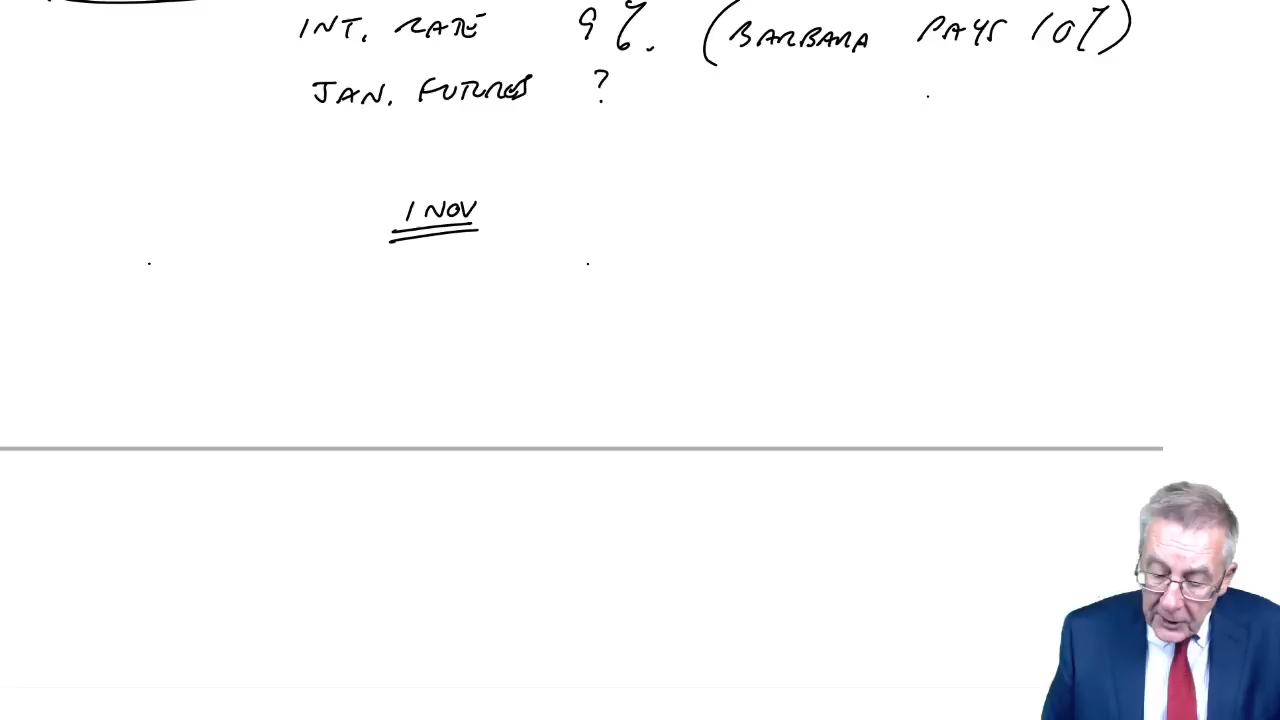 INT. RATE 9%. (BARBARA PAYS 10%)
JAN. FUTURES ?
1 NOV